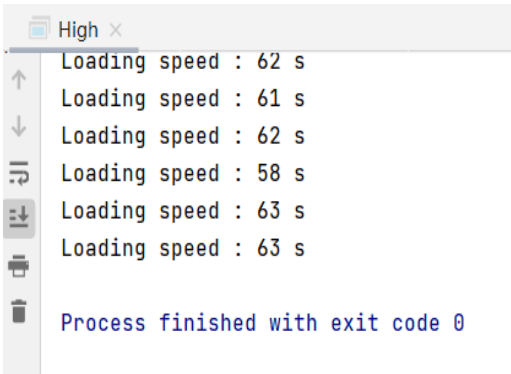 High
Loading speed : 62 s
Loading speed : 61 s
Loading speed : 62 s
Loading speed : 58 s
Loading speed : 63 s
Loading speed : 63 s
Process finished with exit code 0